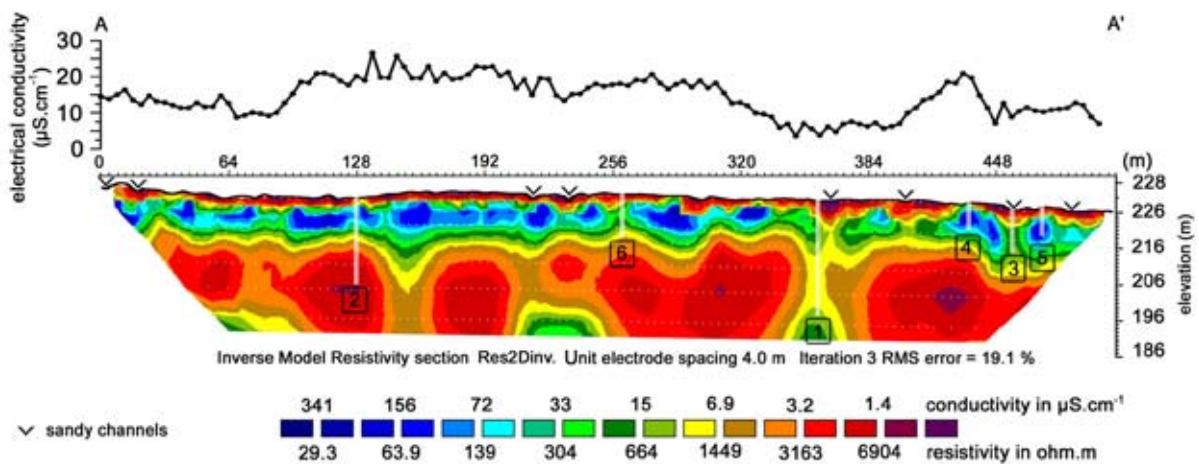 A A'
electrical conductivity (µS.cm⁻¹)
30
20
10
0
0 64 128 192 256 320 384 448 (m)
228
226
216
206
196
186
elevation (m)
6
4
5
3
2
1
Inverse Model Resistivity section Res2Dinv. Unit electrode spacing 4.0 m Iteration 3 RMS error = 19.1 %
341 156 72 33 15 6.9 3.2 1.4 conductivity in µS.cm⁻¹
sandy channels
29.3 63.9 139 304 664 1449 3163 6904 resistivity in ohm.m